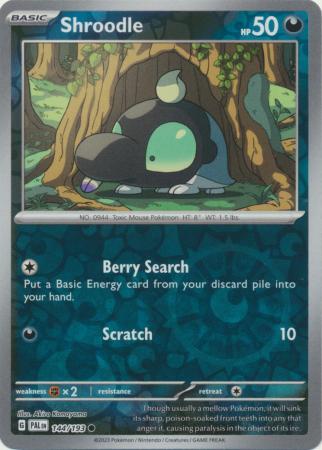 BASIC
Shroodle
HP 50
NO. 0944 Toxic Mouse Pokémon HT: 8" WT: 1.5 lbs.
Berry Search
Put a Basic Energy card from your discard pile into
your hand.
Scratch 10
weakness ×2 resistance retreat
Illus. Akira Komayama
G PAL EN 144/193
Though usually a mellow Pokémon, it will sink
its sharp, poison-soaked front teeth into any that
anger it, causing paralysis in the object of its ire.
©2023 Pokémon / Nintendo / Creatures / GAME FREAK